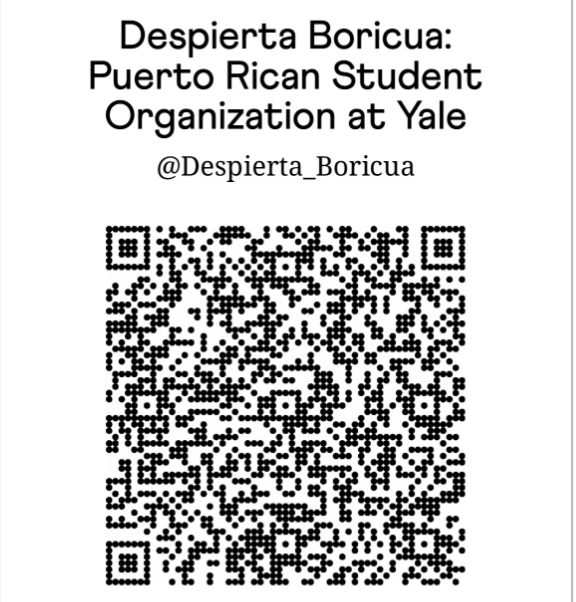 Despierta Boricua:
Puerto Rican Student
Organization at Yale
@Despierta_Boricua